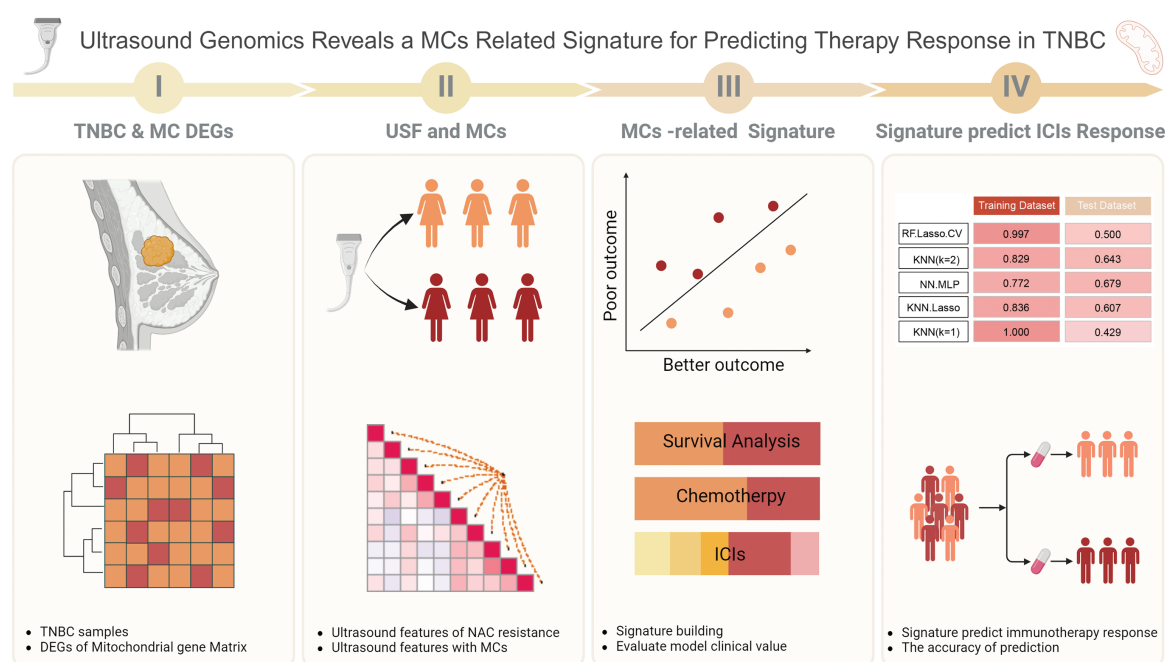 Ultrasound Genomics Reveals a MCs Related Signature for Predicting Therapy Response in TNBC
I
II
III
IV
TNBC & MC DEGs
USF and MCs
MCs -related Signature
Signature predict ICIs Response
• TNBC samples
• DEGs of Mitochondrial gene Matrix
• Ultrasound features of NAC resistance
• Ultrasound features with MCs
Poor outcome
Better outcome
Survival Analysis
Chemotherpy
ICIs
• Signature building
• Evaluate model clinical value
Training Dataset Test Dataset
RF.Lasso.CV 0.997 0.500
KNN(k=2) 0.829 0.643
NN.MLP 0.772 0.679
KNN.Lasso 0.836 0.607
KNN(k=1) 1.000 0.429
• Signature predict immunotherapy response
• The accuracy of prediction